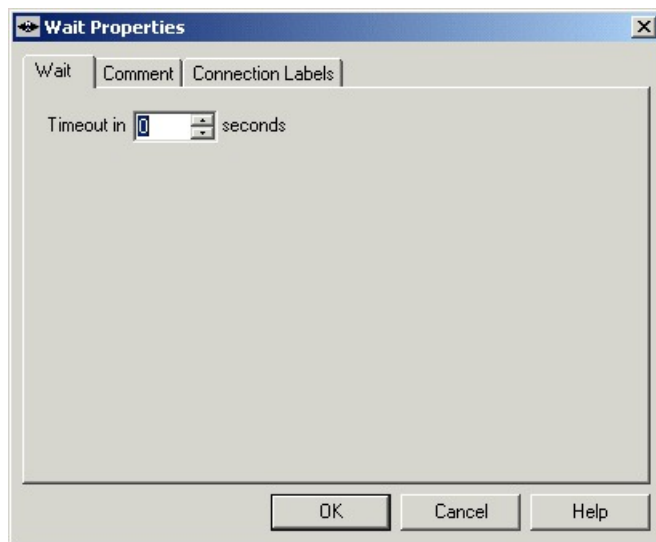 Wait Properties
Wait Comment Connection Labels
Timeout in 0 seconds
OK Cancel Help